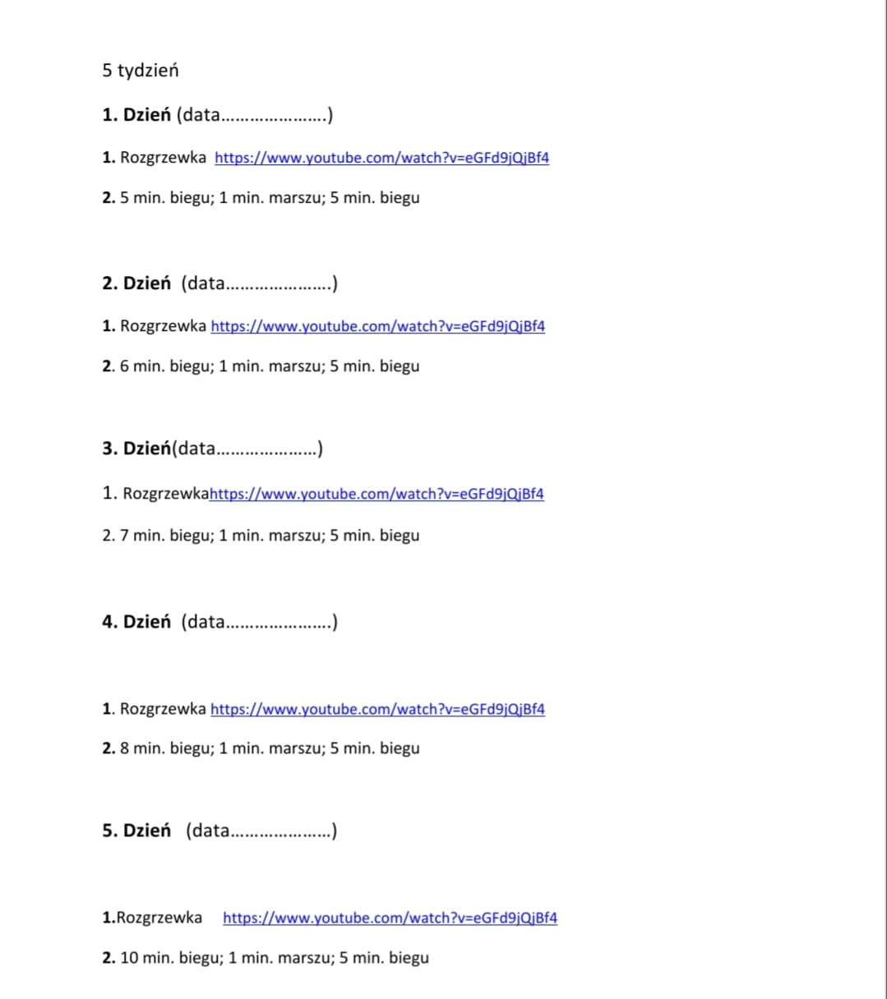 5 tydzień
1. Dzień (data………………….)
1. Rozgrzewka https://www.youtube.com/watch?v=eGFd9jQjBf4
2. 5 min. biegu; 1 min. marszu; 5 min. biegu
2. Dzień (data………………….)
1. Rozgrzewka https://www.youtube.com/watch?v=eGFd9jQjBf4
2. 6 min. biegu; 1 min. marszu; 5 min. biegu
3. Dzień(data…………………)
1. Rozgrzewkahttps://www.youtube.com/watch?v=eGFd9jQjBf4
2. 7 min. biegu; 1 min. marszu; 5 min. biegu
4. Dzień (data………………….)
1. Rozgrzewka https://www.youtube.com/watch?v=eGFd9jQjBf4
2. 8 min. biegu; 1 min. marszu; 5 min. biegu
5. Dzień (data…………………)
1.Rozgrzewka https://www.youtube.com/watch?v=eGFd9jQjBf4
2. 10 min. biegu; 1 min. marszu; 5 min. biegu